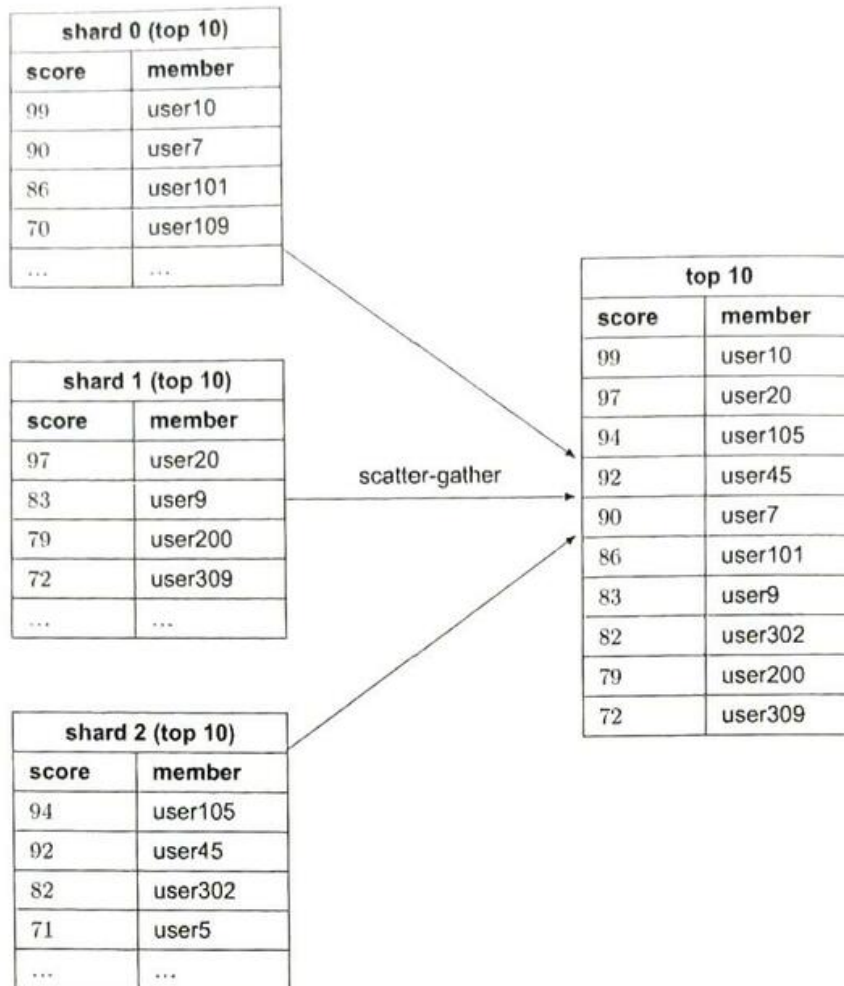 shard 0 (top 10)
score member
99 user10
90 user7
86 user101
70 user109
... ...
shard 1 (top 10)
score member
97 user20
83 user9
79 user200
72 user309
... ...
shard 2 (top 10)
score member
94 user105
92 user45
82 user302
71 user5
... ...
scatter-gather
top 10
score member
99 user10
97 user20
94 user105
92 user45
90 user7
86 user101
83 user9
82 user302
79 user200
72 user309